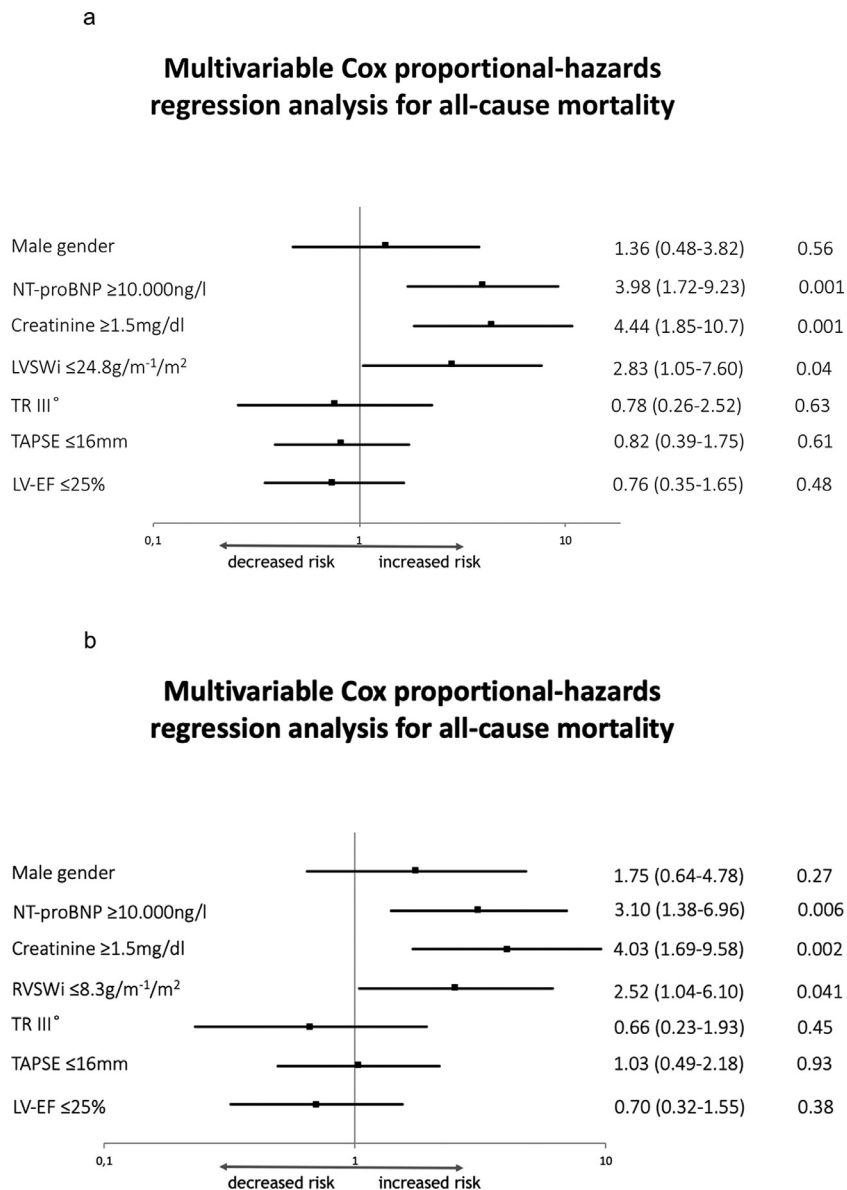 a
Multivariable Cox proportional-hazards
regression analysis for all-cause mortality
Male gender 1.36 (0.48-3.82) 0.56
NT-proBNP ≥10.000ng/l 3.98 (1.72-9.23) 0.001
Creatinine ≥1.5mg/dl 4.44 (1.85-10.7) 0.001
LVSWi ≤24.8g/m⁻¹/m² 2.83 (1.05-7.60) 0.04
TR III° 0.78 (0.26-2.52) 0.63
TAPSE ≤16mm 0.82 (0.39-1.75) 0.61
LV-EF ≤25% 0.76 (0.35-1.65) 0.48
0,1 1 10
decreased risk increased risk
b
Multivariable Cox proportional-hazards
regression analysis for all-cause mortality
Male gender 1.75 (0.64-4.78) 0.27
NT-proBNP ≥10.000ng/l 3.10 (1.38-6.96) 0.006
Creatinine ≥1.5mg/dl 4.03 (1.69-9.58) 0.002
RVSWi ≤8.3g/m⁻¹/m² 2.52 (1.04-6.10) 0.041
TR III° 0.66 (0.23-1.93) 0.45
TAPSE ≤16mm 1.03 (0.49-2.18) 0.93
LV-EF ≤25% 0.70 (0.32-1.55) 0.38
0,1 1 10
decreased risk increased risk